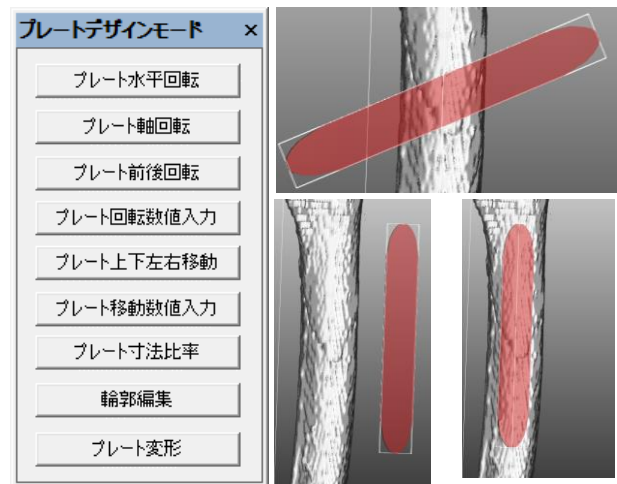 プレートデザインモード ×
プレート水平回転
プレート軸回転
プレート前後回転
プレート回転数値入力
プレート上下左右移動
プレート移動数値入力
プレート寸法比率
輪郭編集
プレート変形